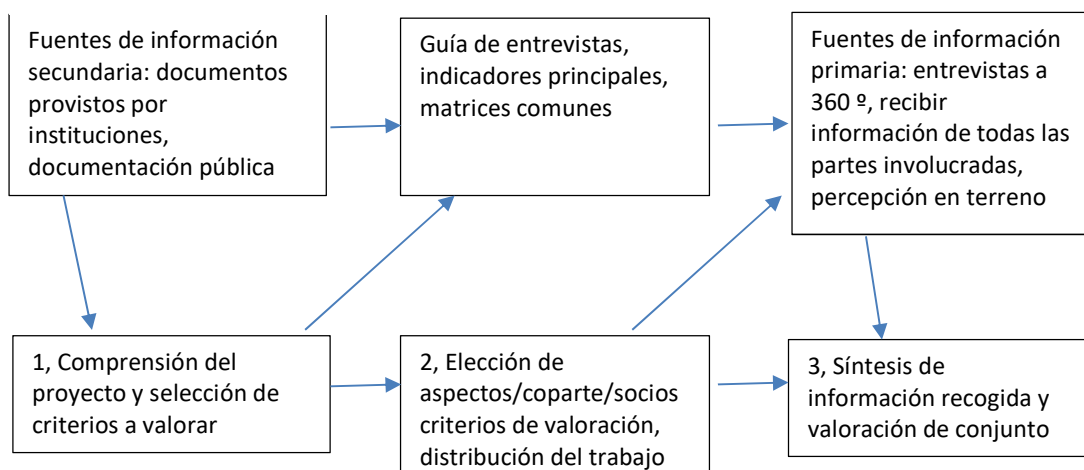 Fuentes de información
secundaria: documentos
provistos por
instituciones,
documentación pública
Guía de entrevistas,
indicadores principales,
matrices comunes
Fuentes de información
primaria: entrevistas a
360 º, recibir
información de todas las
partes involucradas,
percepción en terreno
1, Comprensión del
proyecto y selección de
criterios a valorar
2, Elección de
aspectos/coparte/socios
criterios de valoración,
distribución del trabajo
3, Síntesis de
información recogida y
valoración de conjunto